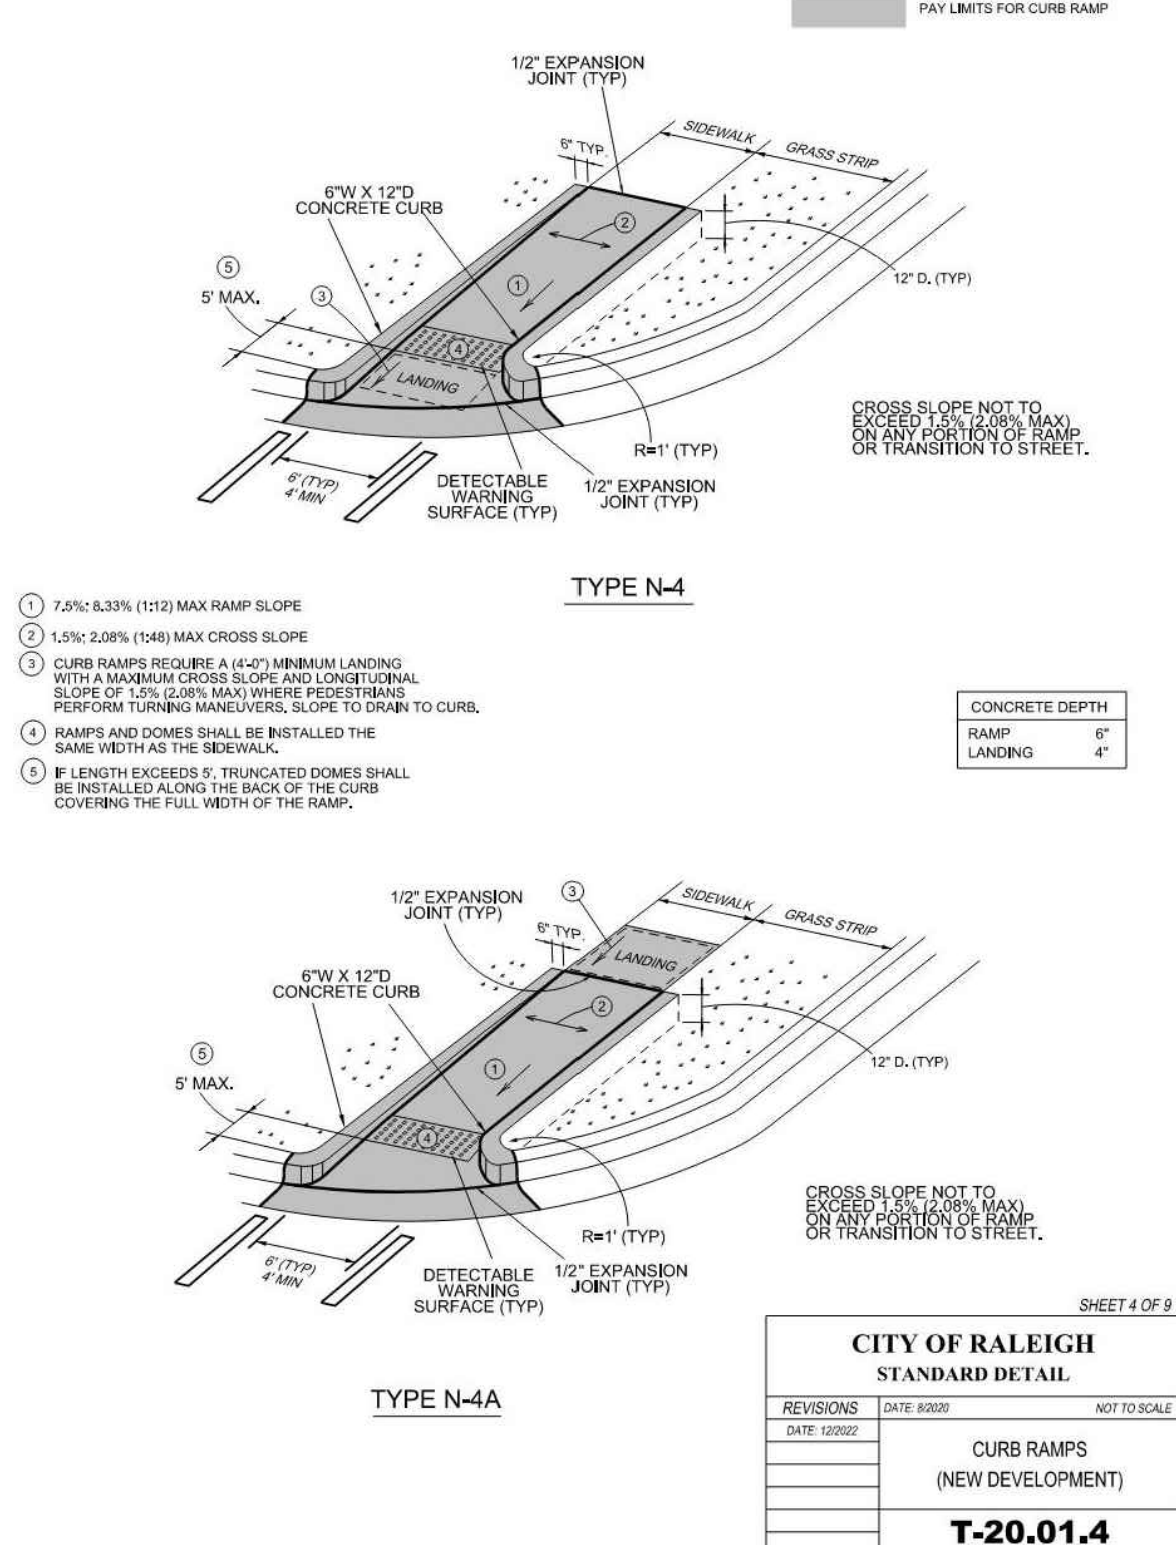 PAY LIMITS FOR CURB RAMP
1/2" EXPANSION
JOINT (TYP)
SIDEWALK
GRASS STRIP
6" TYP.
6"W X 12"D
CONCRETE CURB
2
5
5' MAX.
3
1
12" D. (TYP)
4
LANDING
CROSS SLOPE NOT TO
EXCEED 1.5% (2.08% MAX)
ON ANY PORTION OF RAMP
OR TRANSITION TO STREET.
R=1' (TYP)
6' (TYP)
4' MIN
DETECTABLE
WARNING
SURFACE (TYP)
1/2" EXPANSION
JOINT (TYP)
TYPE N-4
1 7.5%; 8.33% (1:12) MAX RAMP SLOPE
2 1.5%; 2.08% (1:48) MAX CROSS SLOPE
3 CURB RAMPS REQUIRE A (4'-0") MINIMUM LANDING
WITH A MAXIMUM CROSS SLOPE AND LONGITUDINAL
SLOPE OF 1.5% (2.08% MAX) WHERE PEDESTRIANS
PERFORM TURNING MANEUVERS, SLOPE TO DRAIN TO CURB.
4 RAMPS AND DOMES SHALL BE INSTALLED THE
SAME WIDTH AS THE SIDEWALK.
5 IF LENGTH EXCEEDS 5', TRUNCATED DOMES SHALL
BE INSTALLED ALONG THE BACK OF THE CURB
COVERING THE FULL WIDTH OF THE RAMP.
CONCRETE DEPTH
RAMP 6"
LANDING 4"
1/2" EXPANSION
JOINT (TYP)
3
SIDEWALK
GRASS STRIP
6" TYP.
LANDING
6"W X 12"D
CONCRETE CURB
2
5
5' MAX.
1
12" D. (TYP)
4
CROSS SLOPE NOT TO
EXCEED 1.5% (2.08% MAX)
ON ANY PORTION OF RAMP
OR TRANSITION TO STREET.
R=1' (TYP)
6' (TYP)
4' MIN
DETECTABLE
WARNING
SURFACE (TYP)
1/2" EXPANSION
JOINT (TYP)
TYPE N-4A
SHEET 4 OF 9
CITY OF RALEIGH
STANDARD DETAIL
REVISIONS DATE: 8/2020 NOT TO SCALE
DATE: 12/2022
CURB RAMPS
(NEW DEVELOPMENT)
T-20.01.4